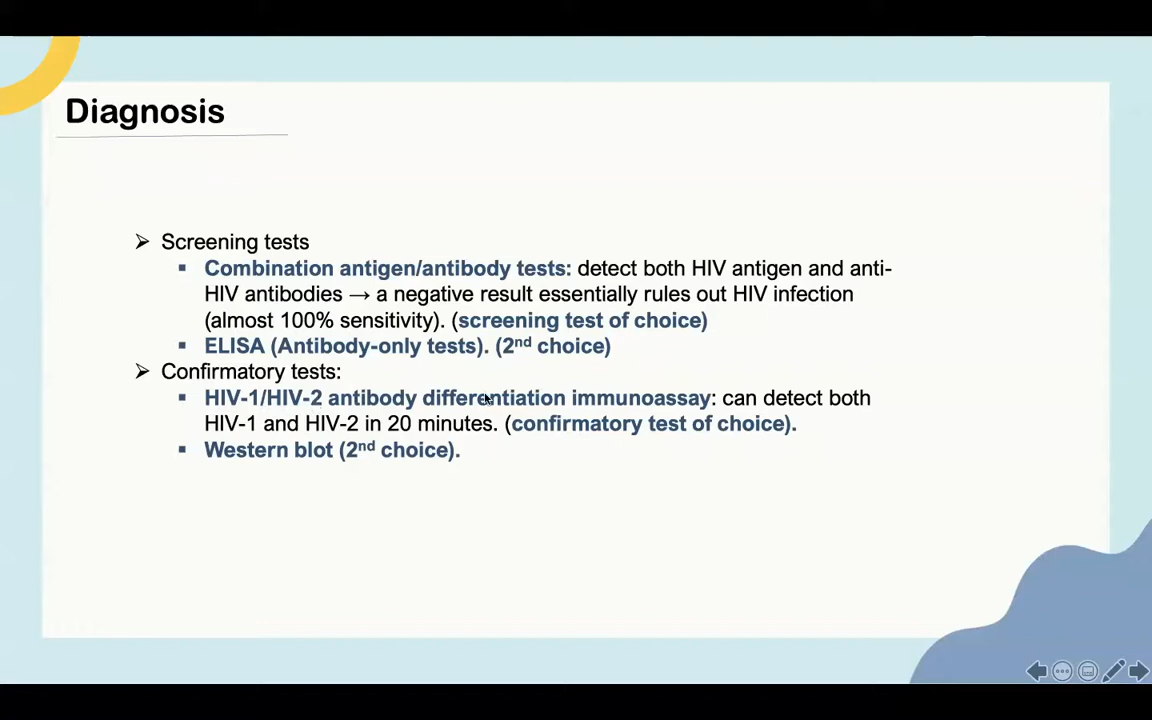 Diagnosis
➢ Screening tests
▪ Combination antigen/antibody tests: detect both HIV antigen and anti-
HIV antibodies → a negative result essentially rules out HIV infection
(almost 100% sensitivity). (screening test of choice)
▪ ELISA (Antibody-only tests). (2nd choice)
➢ Confirmatory tests:
▪ HIV-1/HIV-2 antibody differentiation immunoassay: can detect both
HIV-1 and HIV-2 in 20 minutes. (confirmatory test of choice).
▪ Western blot (2nd choice).